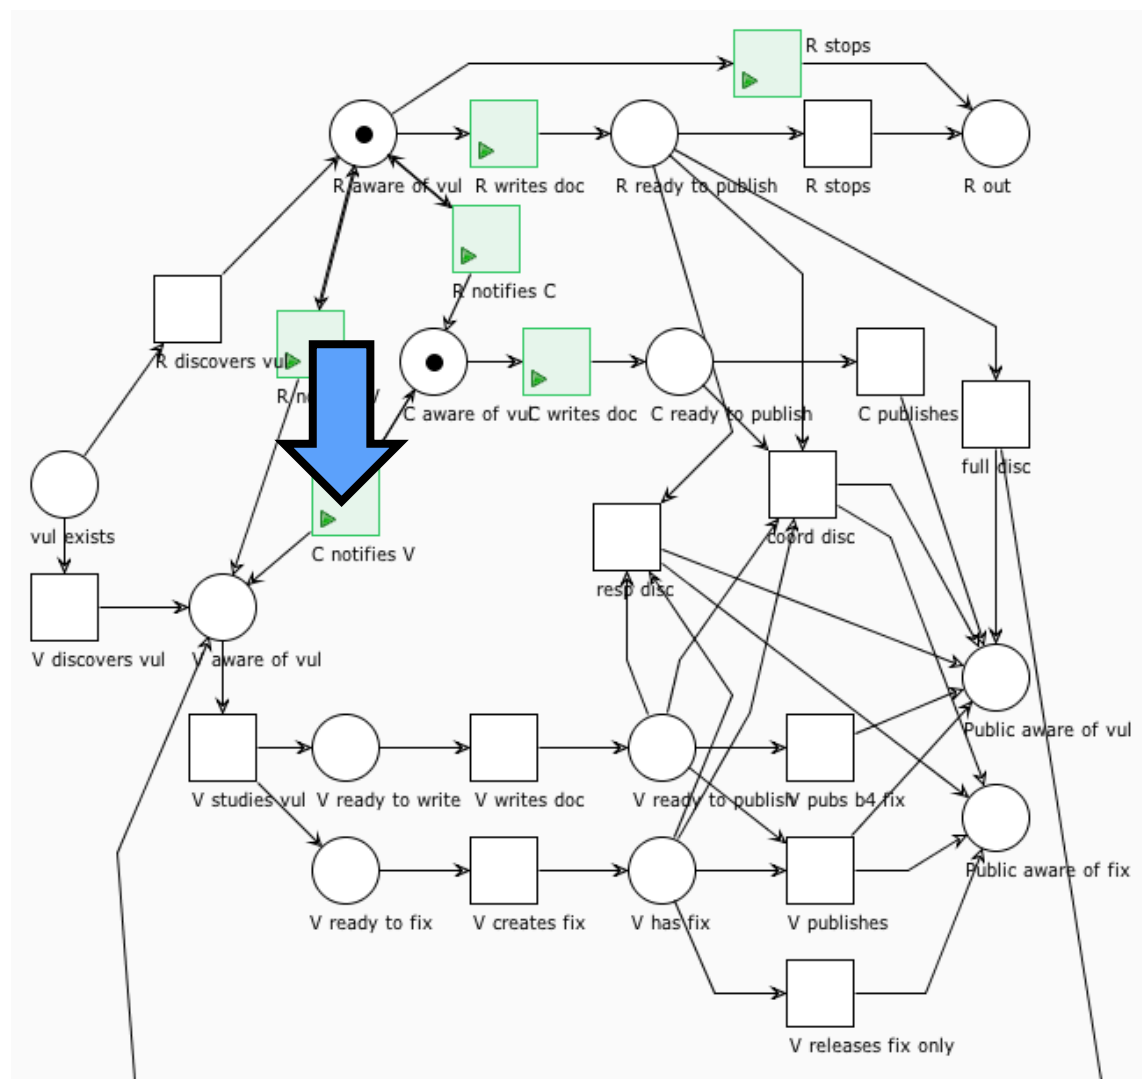 R stops
R aware of vul
R writes doc
R ready to publish
R stops
R out
R notifies C
R discovers vul
C aware of vul
C writes doc
C ready to publish
C publishes
full disc
vul exists
coord disc
C notifies V
resp disc
V discovers vul
V aware of vul
Public aware of vul
V studies vul
V ready to write
V writes doc
V ready to publish
V pubs b4 fix
Public aware of fix
V ready to fix
V creates fix
V has fix
V publishes
V releases fix only